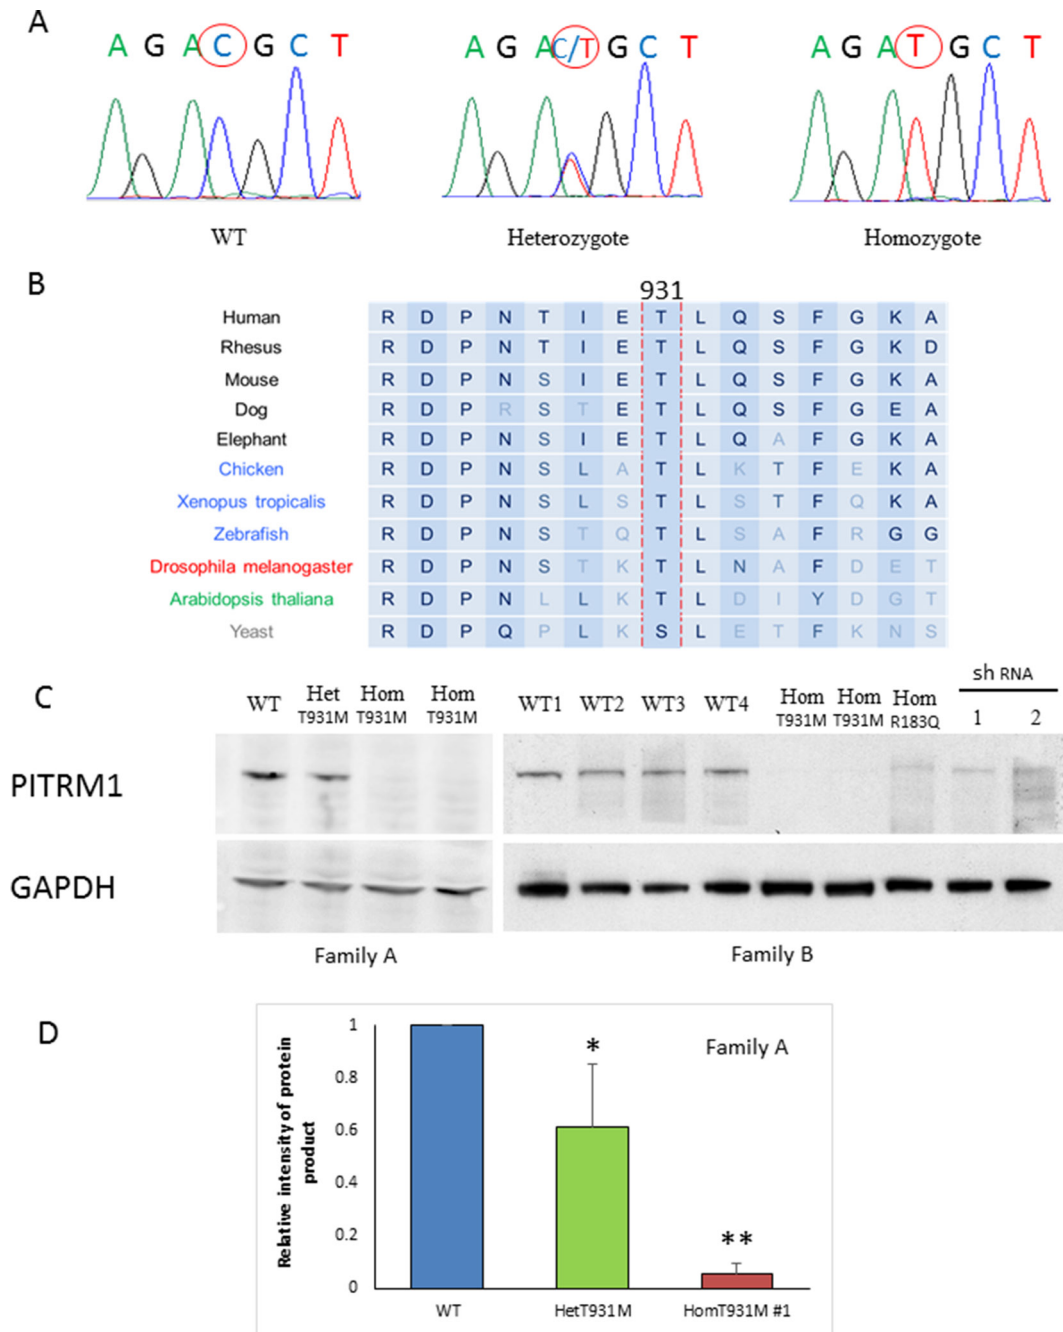 A
A G A C G C T
A G A C/T G C T
A G A T G C T
WT
Heterozygote
Homozygote
B
931
Human R D P N T I E T L Q S F G K A
Rhesus R D P N T I E T L Q S F G K D
Mouse R D P N S I E T L Q S F G K A
Dog R D P R S T E T L Q S F G E A
Elephant R D P N S I E T L Q A F G K A
Chicken R D P N S L A T L K T F E K A
Xenopus tropicalis R D P N S L S T L S T F Q K A
Zebrafish R D P N S T Q T L S A F R G G
Drosophila melanogaster R D P N S T K T L N A F D E T
Arabidopsis thaliana R D P N L L K T L D I Y D G T
Yeast R D P Q P L K S L E T F K N S
C
WT
Het T931M
Hom T931M
Hom T931M
WT1
WT2
WT3
WT4
Hom T931M
Hom T931M
Hom R183Q
sh RNA
1
2
PITRM1
GAPDH
Family A
Family B
D
Family A
Relative intensity of protein
product
1
0.8
0.6
0.4
0.2
0
*
**
WT
HetT931M
HomT931M #1